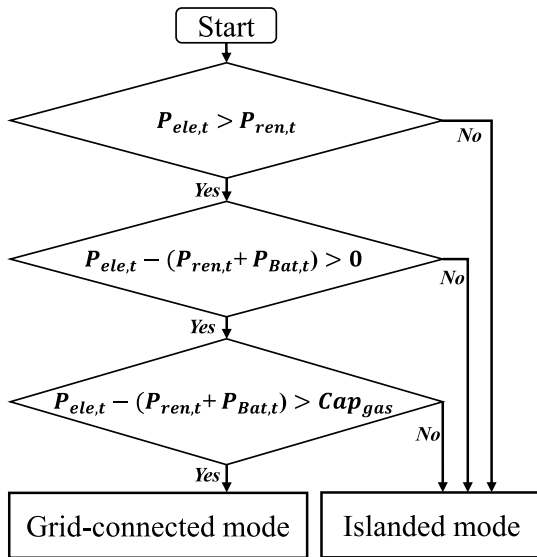 Start
P_{ele,t} > P_{ren,t}
No
Yes
P_{ele,t} − (P_{ren,t} + P_{Bat,t}) > 0
No
Yes
P_{ele,t} − (P_{ren,t} + P_{Bat,t}) > Cap_{gas}
No
Yes
Grid-connected mode
Islanded mode